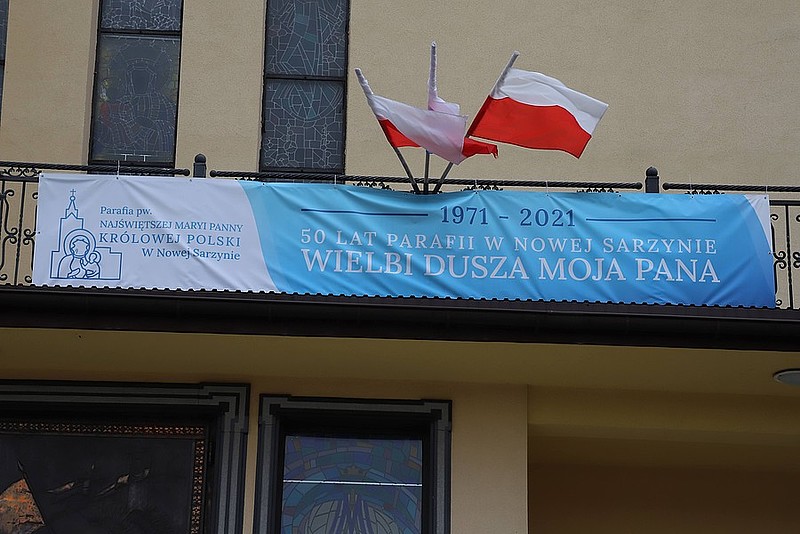 Parafia pw.
NAJŚWIĘTSZEJ MARYI PANNY
KRÓLOWEJ POLSKI
W Nowej Sarzynie
1971 - 2021
50 LAT PARAFII W NOWEJ SARZYNIE
WIELBI DUSZA MOJA PANA